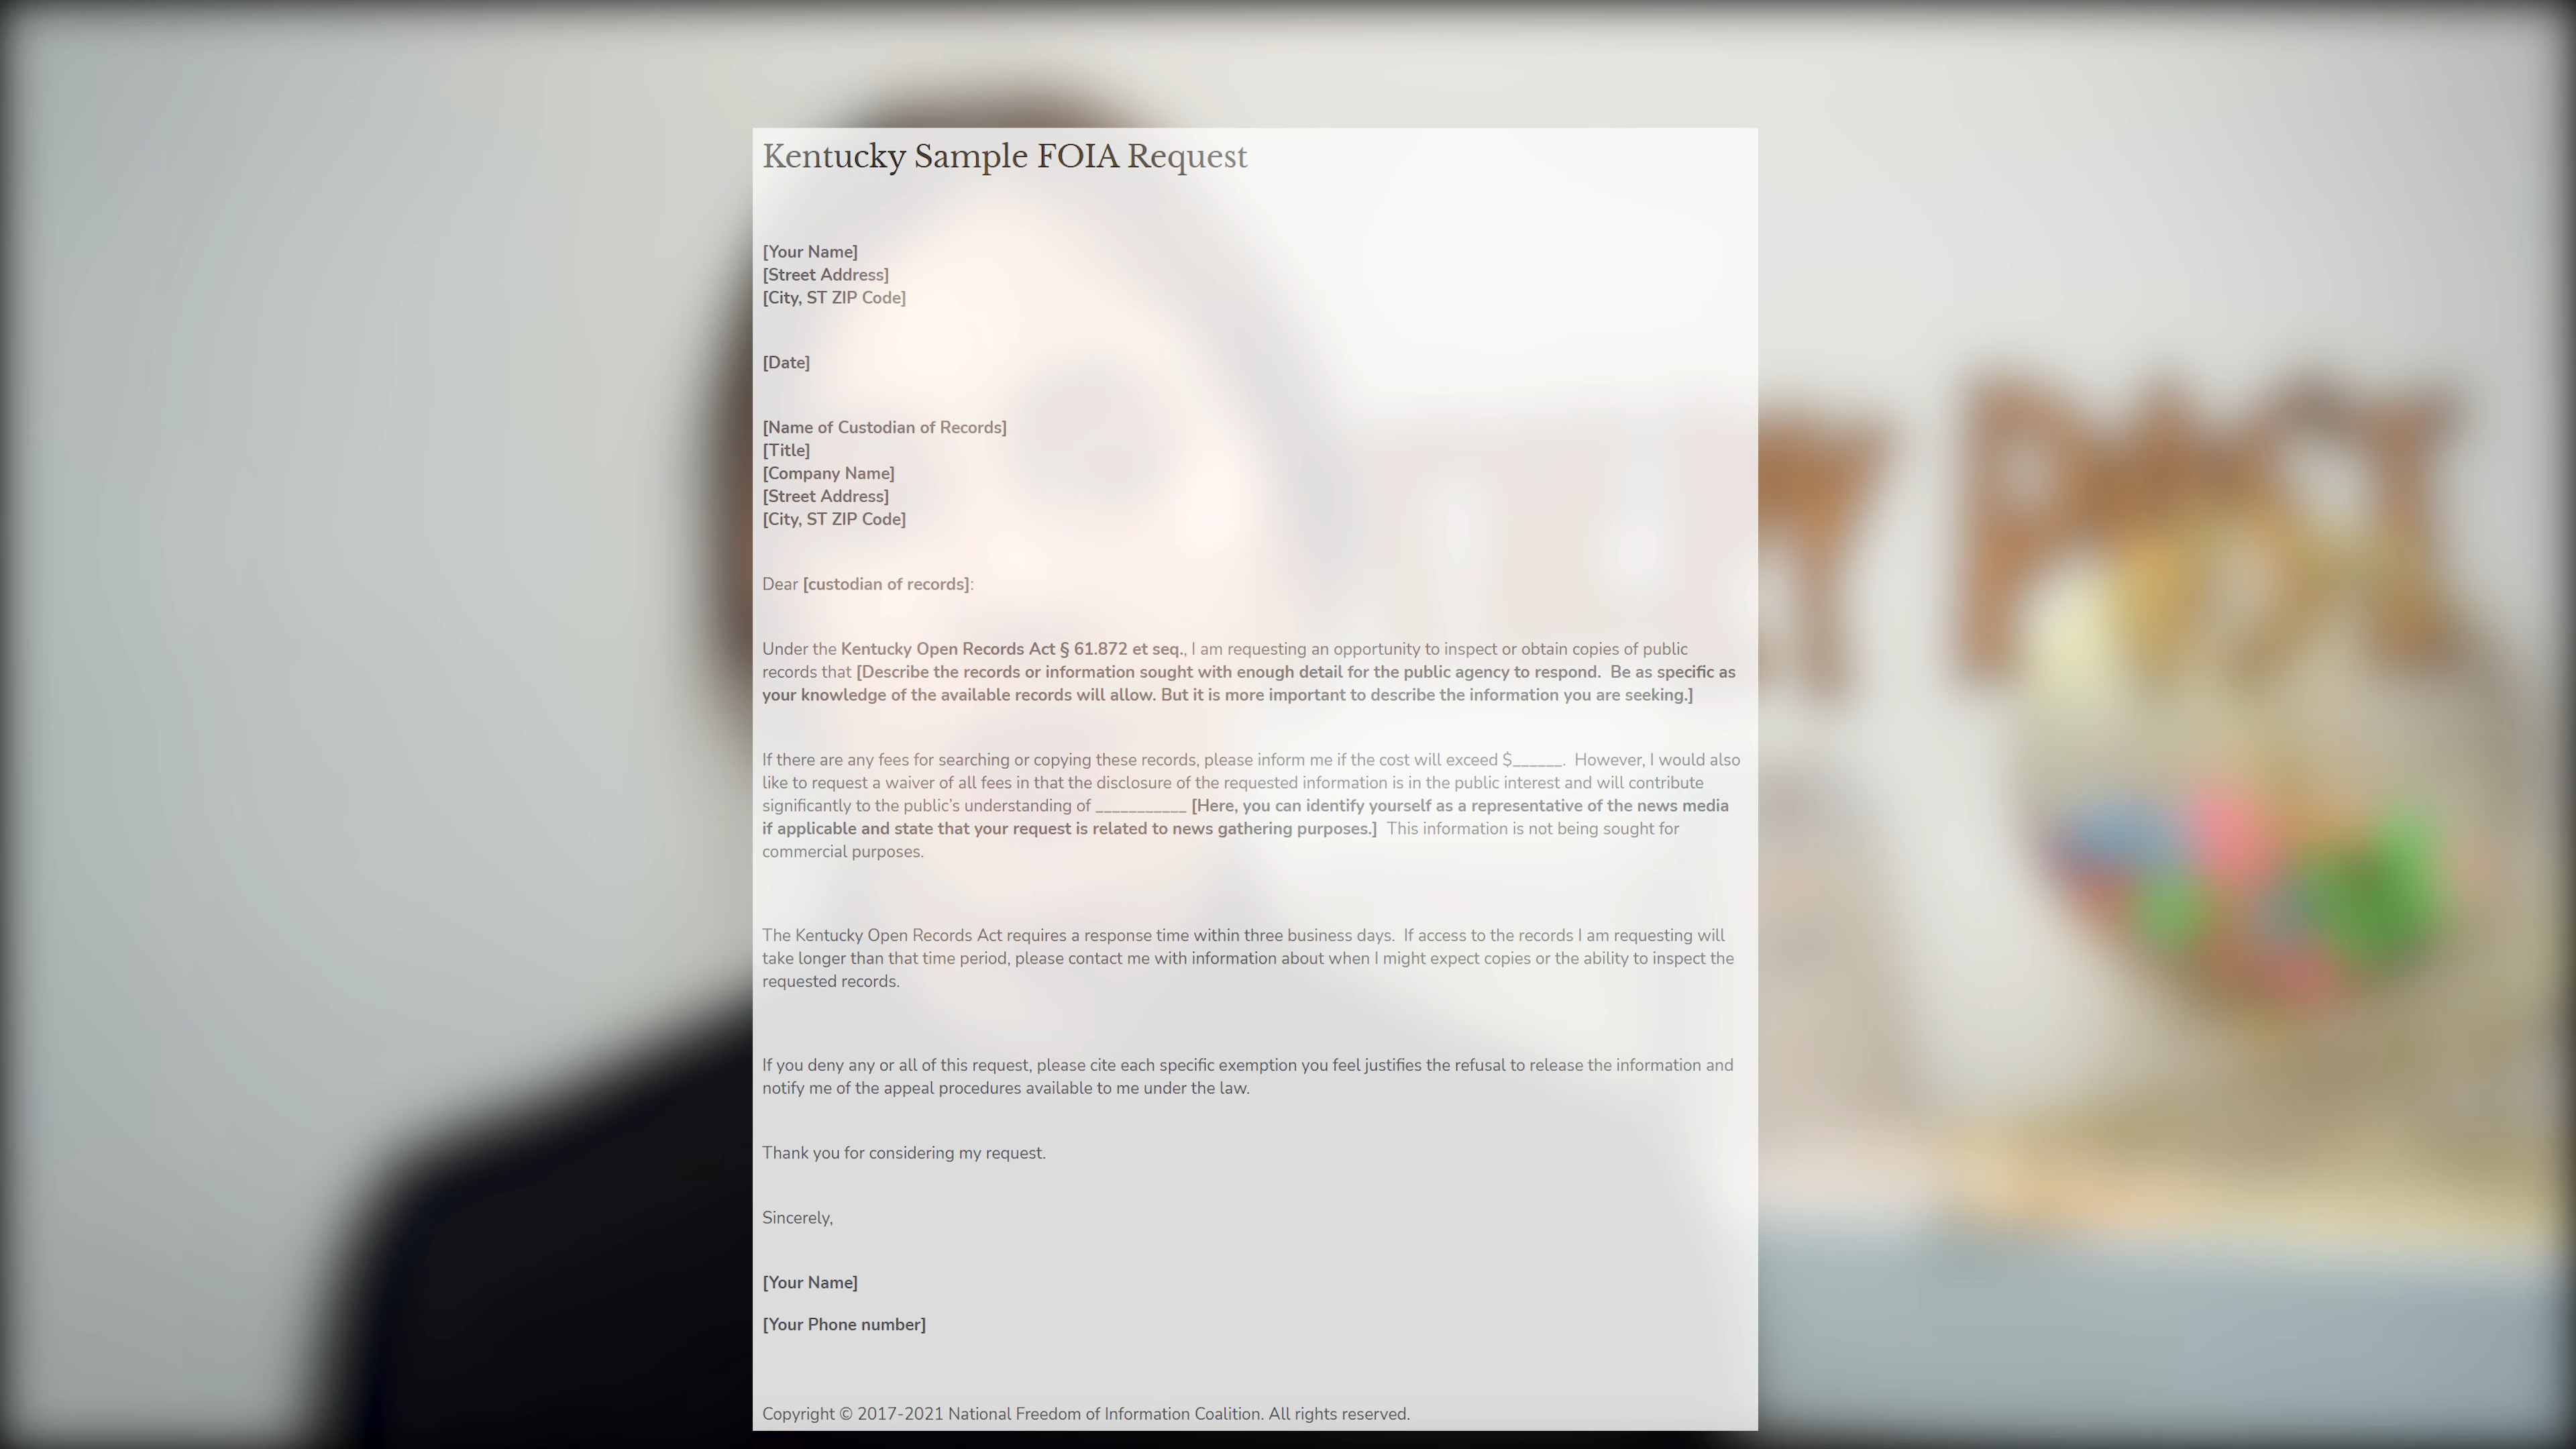 Kentucky Sample FOIA Request
[Your Name]
[Street Address]
[City, ST ZIP Code]
[Date]
[Name of Custodian of Records]
[Title]
[Company Name]
[Street Address]
[City, ST ZIP Code]
Dear [custodian of records]:
Under the Kentucky Open Records Act § 61.872 et seq., I am requesting an opportunity to inspect or obtain copies of public
records that [Describe the records or information sought with enough detail for the public agency to respond.  Be as specific as
your knowledge of the available records will allow. But it is more important to describe the information you are seeking.]
If there are any fees for searching or copying these records, please inform me if the cost will exceed $______.  However, I would also
like to request a waiver of all fees in that the disclosure of the requested information is in the public interest and will contribute
significantly to the public’s understanding of ___________ [Here, you can identify yourself as a representative of the news media
if applicable and state that your request is related to news gathering purposes.]  This information is not being sought for
commercial purposes.
The Kentucky Open Records Act requires a response time within three business days.  If access to the records I am requesting will
take longer than that time period, please contact me with information about when I might expect copies or the ability to inspect the
requested records.
If you deny any or all of this request, please cite each specific exemption you feel justifies the refusal to release the information and
notify me of the appeal procedures available to me under the law.
Thank you for considering my request.
Sincerely,
[Your Name]
[Your Phone number]
Copyright © 2017-2021 National Freedom of Information Coalition. All rights reserved.